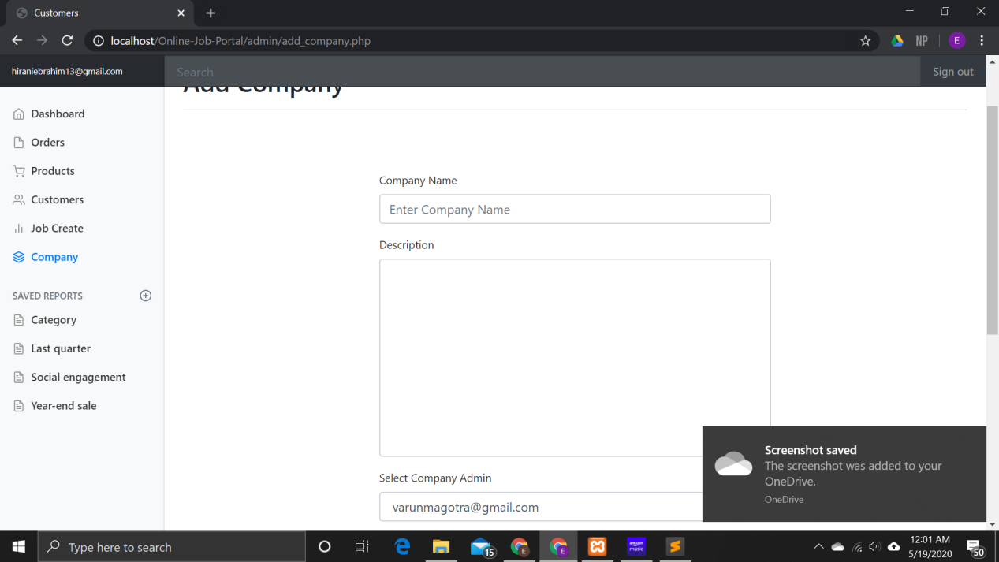 Customers
localhost/Online-Job-Portal/admin/add_company.php
NP
E
hiraniebrahim13@gmail.com
Search
Sign out
Add Company
Dashboard
Orders
Products
Customers
Job Create
Company
SAVED REPORTS
Category
Last quarter
Social engagement
Year-end sale
Company Name
Enter Company Name
Description
Select Company Admin
varunmagotra@gmail.com
Screenshot saved
The screenshot was added to your
OneDrive.
OneDrive
Type here to search
15
E
E
amazon
music
12:01 AM
5/19/2020
50